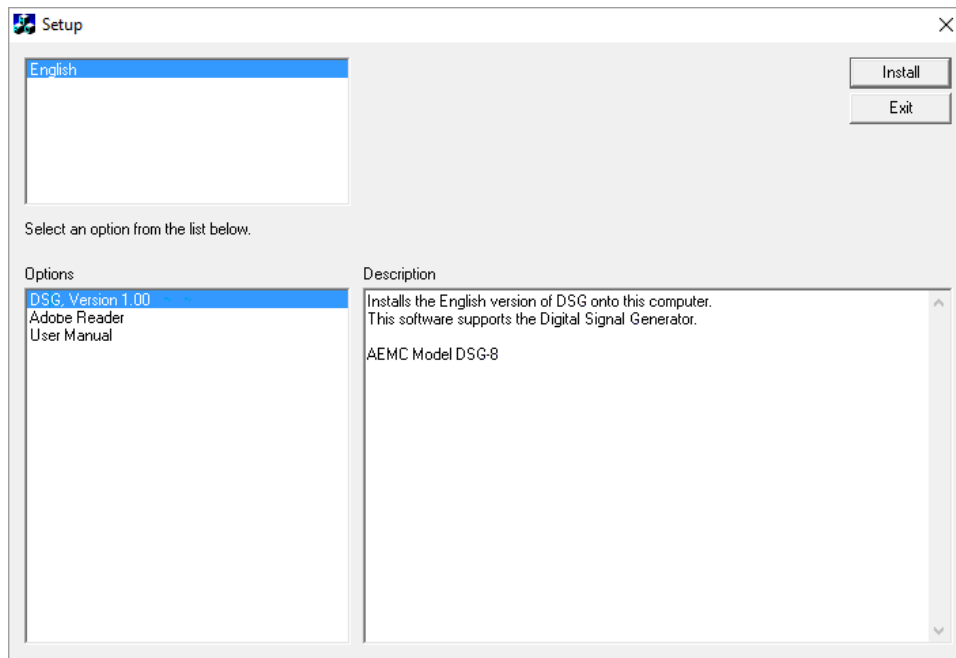 Setup
English
Install
Exit
Select an option from the list below.
Options
DSG, Version 1.00
Adobe Reader
User Manual
Description
Installs the English version of DSG onto this computer.
This software supports the Digital Signal Generator.
AEMC Model DSG-8